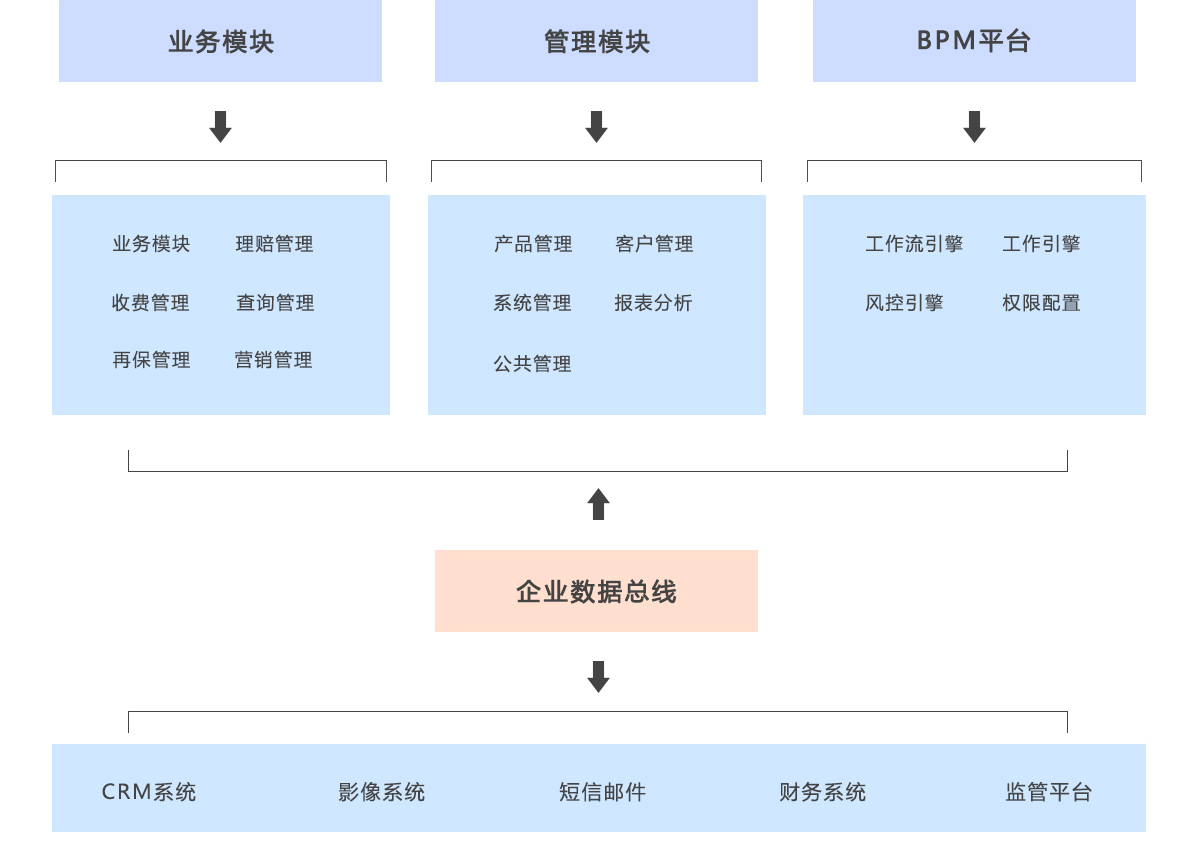 业务模块 管理模块 BPM平台
业务模块 理赔管理 产品管理 客户管理 工作流引擎 工作引擎
收费管理 查询管理 系统管理 报表分析 风控引擎 权限配置
再保管理 营销管理 公共管理
企业数据总线
CRM系统 影像系统 短信邮件 财务系统 监管平台